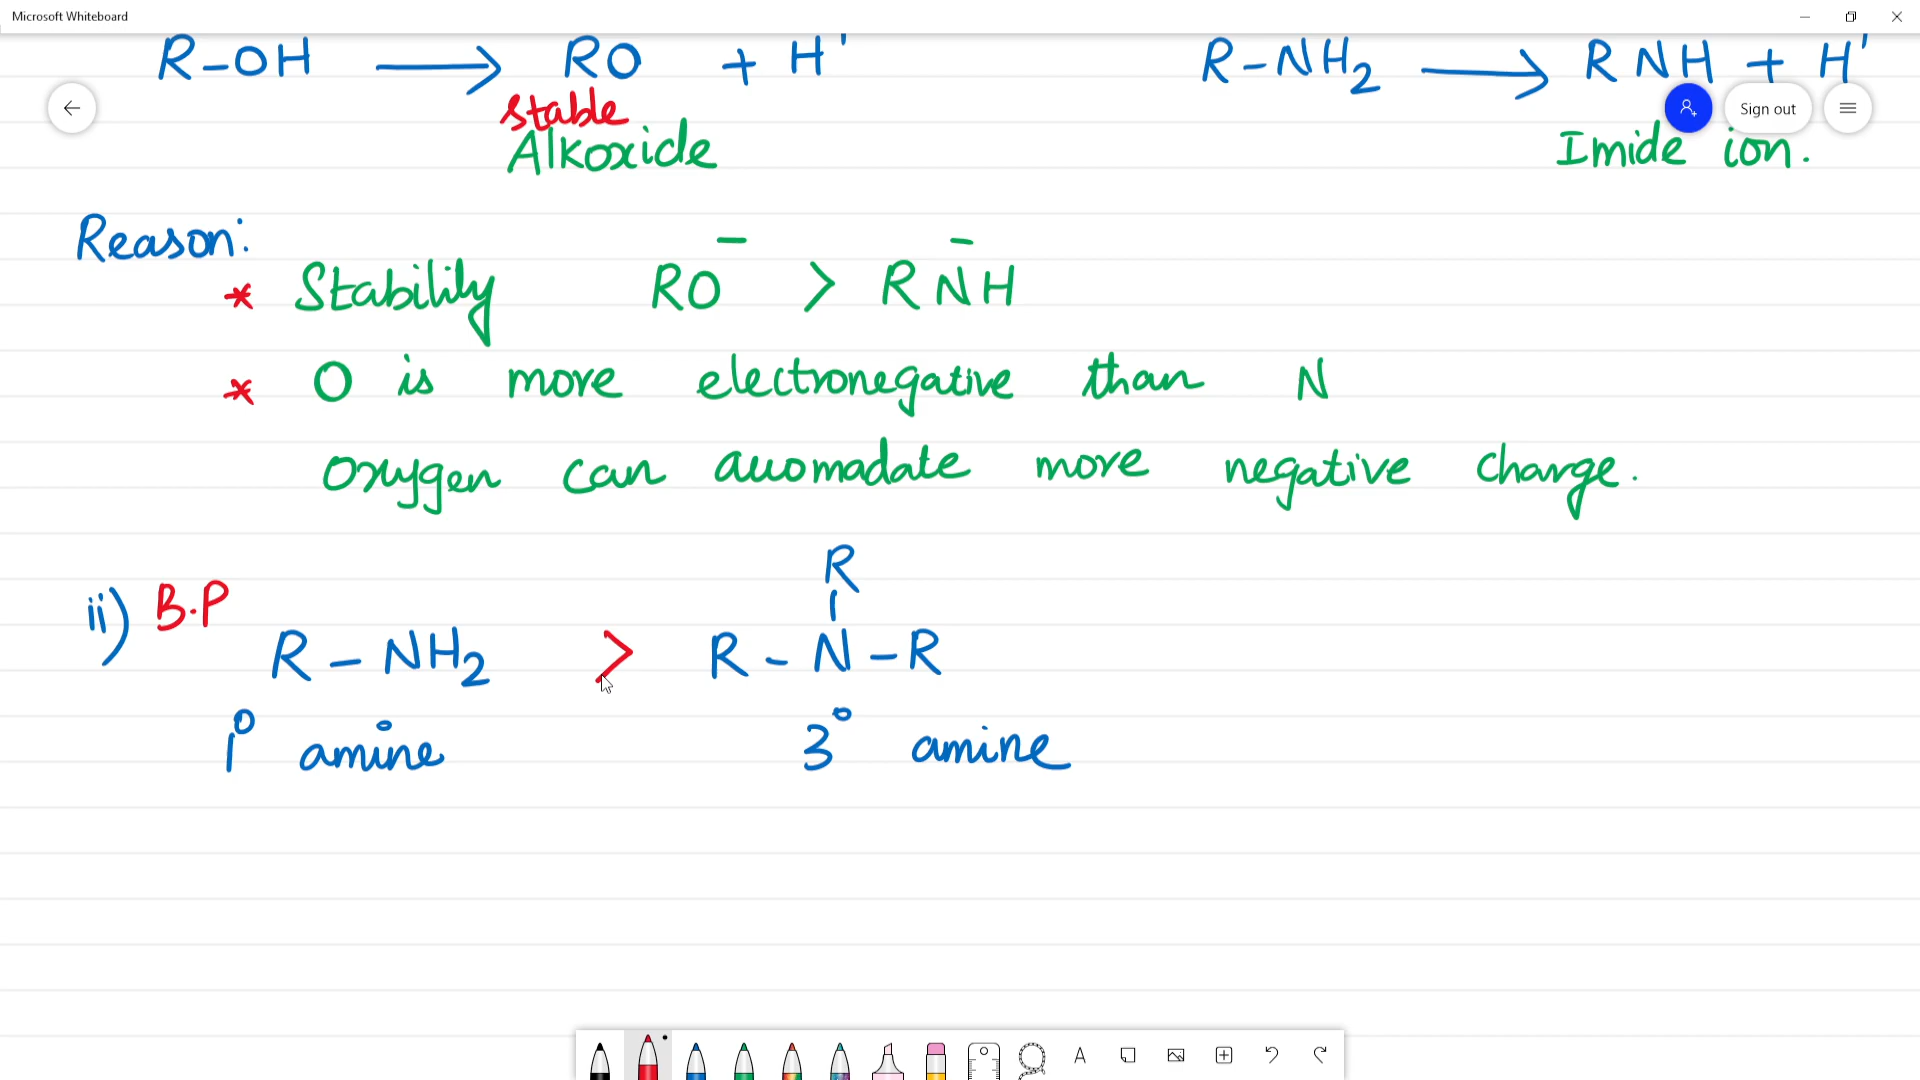 Microsoft Whiteboard
R-OH → RO + H' R-NH2 → RNH + H'
Sign out
stable
Alkoxide Imide ion.
Reason:
* Stability RO⁻ > RN⁻H
* O is more electronegative than N
oxygen can auomadate more negative charge.
R
ii) B.P
R - NH2 > R - N - R
1° amine 3° amine
A